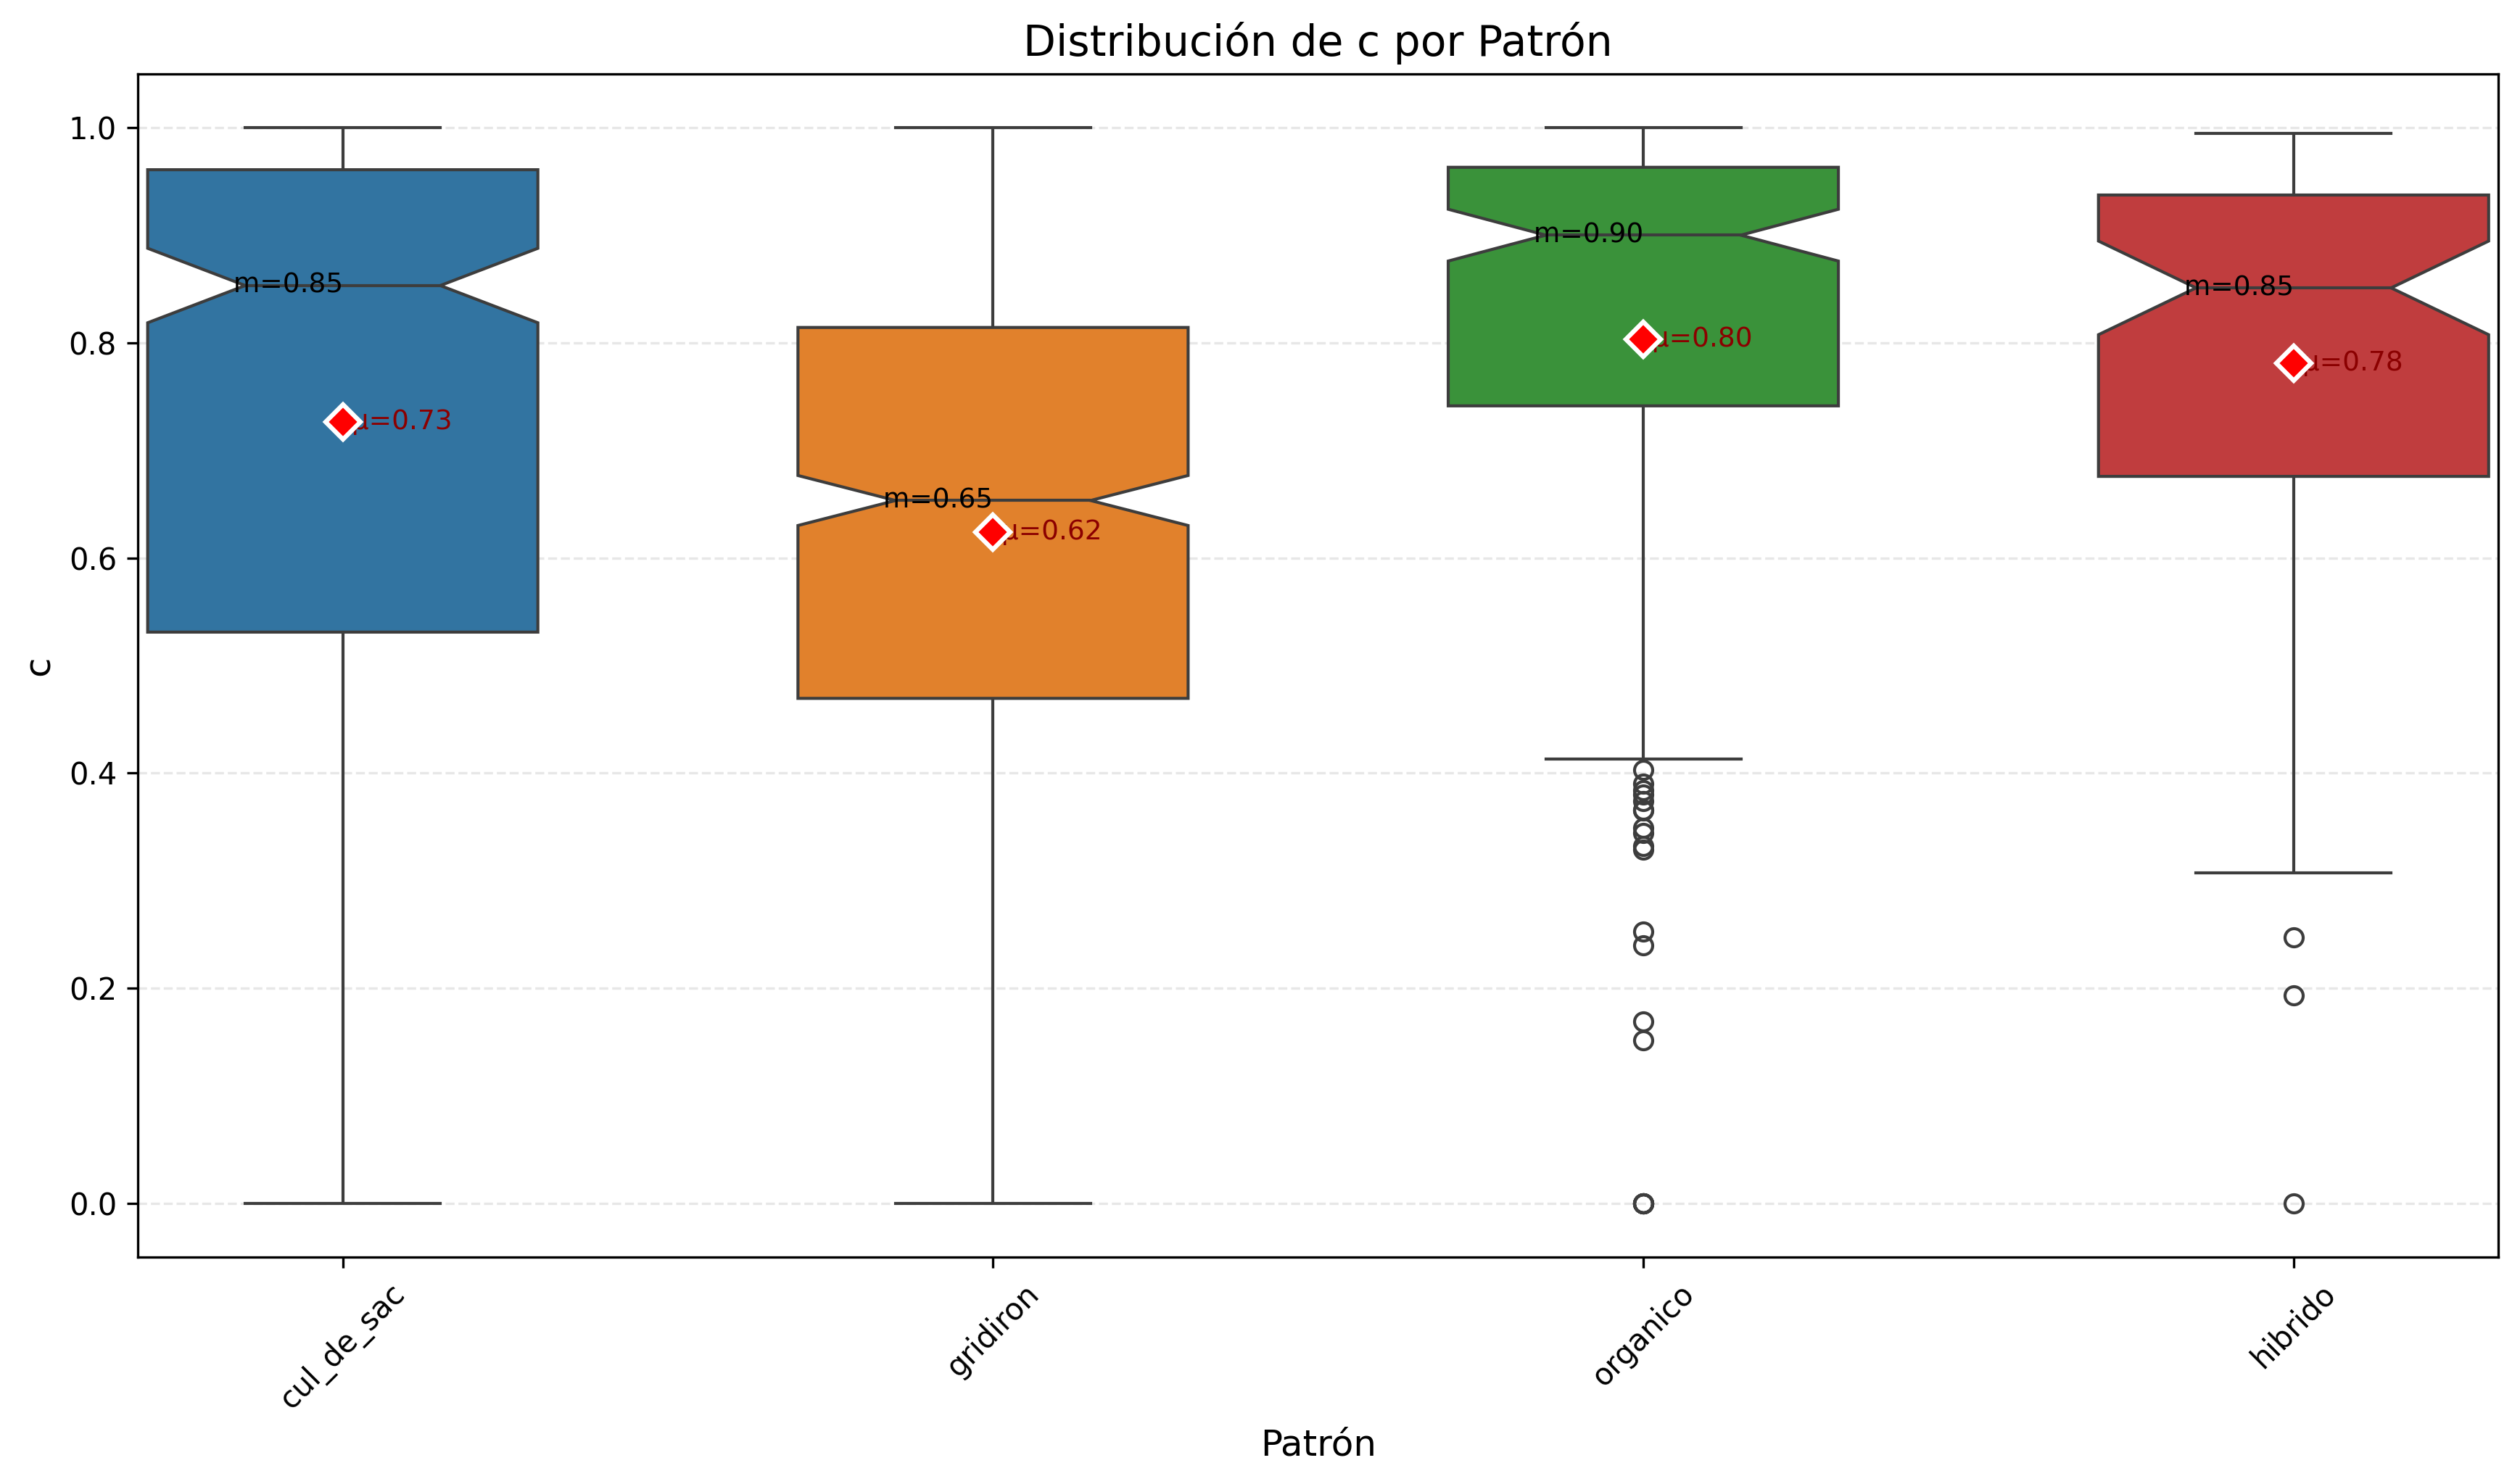 Distribución de c por Patrón
c
1.0
0.8
0.6
0.4
0.2
0.0
m=0.85
μ=0.73
m=0.65
μ=0.62
m=0.90
μ=0.80
m=0.85
μ=0.78
cul_de_sac
gridiron
organico
hibrido
Patrón